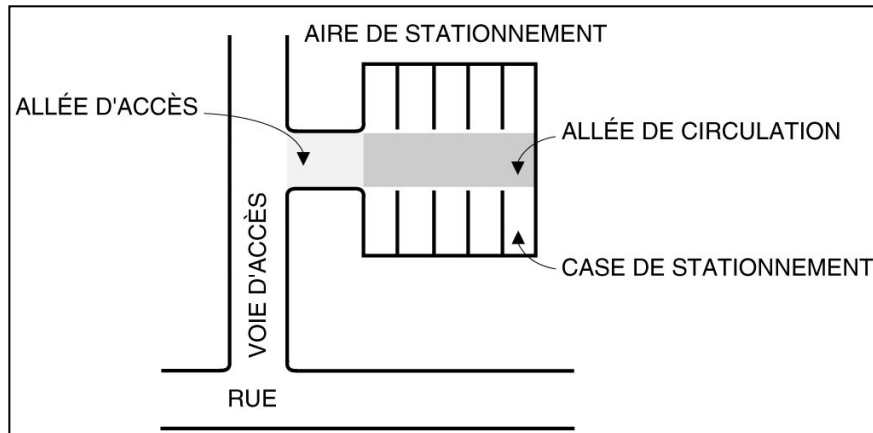 AIRE DE STATIONNEMENT
ALLÉE D'ACCÈS
ALLÉE DE CIRCULATION
VOIE D'ACCÈS
CASE DE STATIONNEMENT
RUE